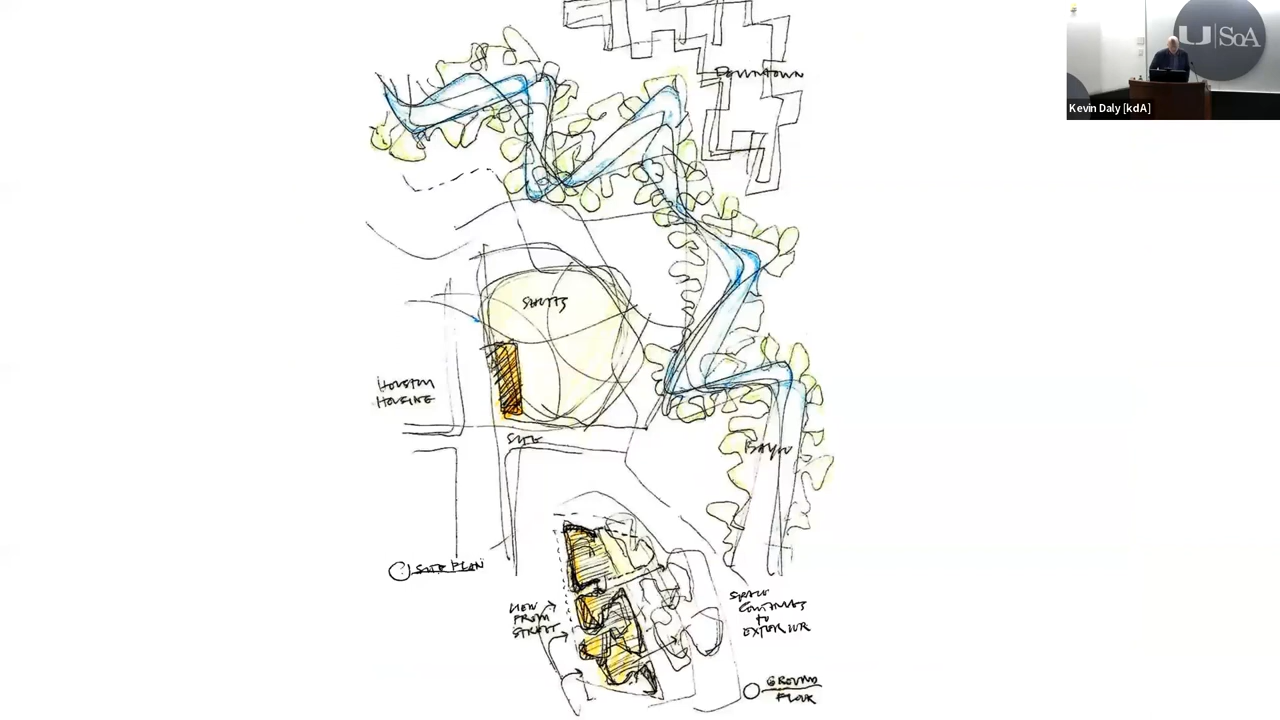 DOWNTOWN
U | SoA
Kevin Daly [kdA]
SHOTS
HOUSTON
HOUSING
SITE
BAYOU
SITE PLAN
VIEW
FROM
STREET
SPACE
CONTINUES
TO
EXTERIOR
GROUND
FLOOR